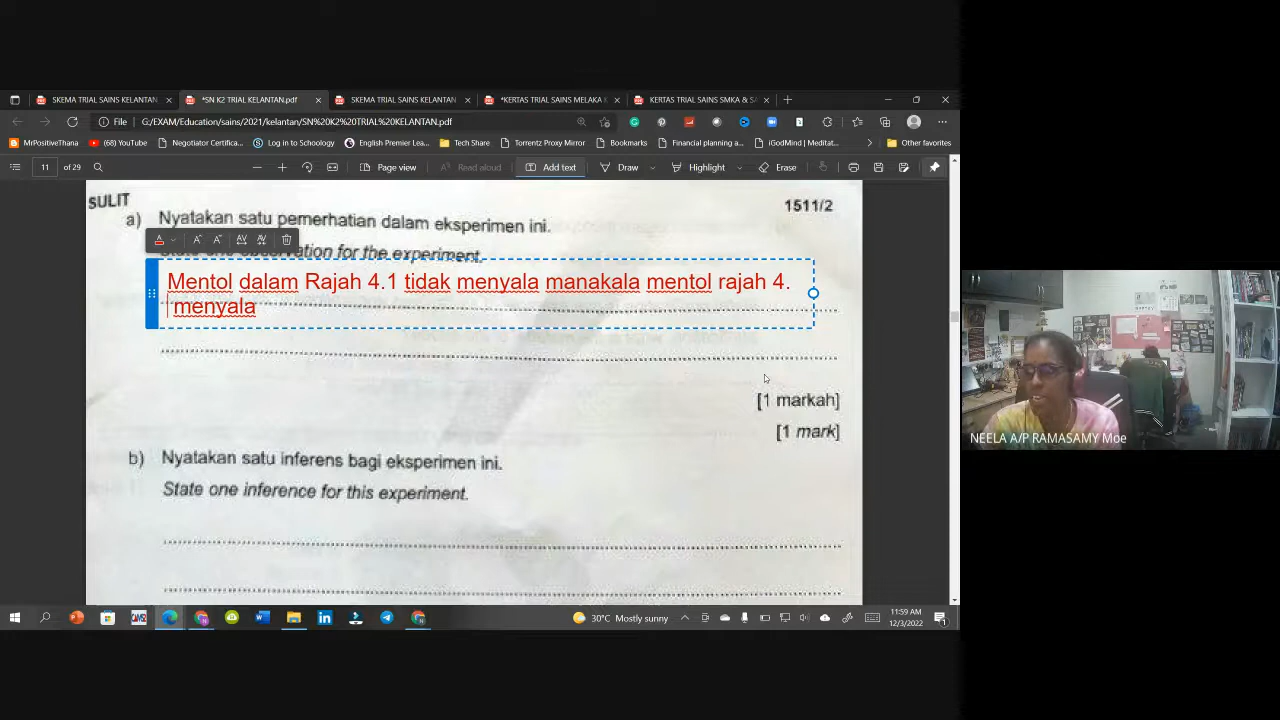 SKEMA TRIAL SAINS KELANTAN
*SN K2 TRIAL KELANTAN.pdf
SKEMA TRIAL SAINS KELANTAN
*KERTAS TRIAL SAINS MELAKA K
KERTAS TRIAL SAINS SMKA & SA
File
G:/EXAM/Education/sains/2021/kelantan/SN%20K2%20TRIAL%20KELANTAN.pdf
MrPositiveThana
(68) YouTube
Negotiator Certifica...
Log in to Schoology
English Premier Lea...
Tech Share
Torrentz Proxy Mirror
Bookmarks
Financial planning a...
iGodMind | Meditat...
Other favorites
11
of 29
Page view
Read aloud
Add text
Draw
Highlight
Erase
SULIT
1511/2
a) Nyatakan satu pemerhatian dalam eksperimen ini.
State one observation for the experiment.
Mentol dalam Rajah 4.1 tidak menyala manakala mentol rajah 4.
menyala
[1 markah]
[1 mark]
b) Nyatakan satu inferens bagi eksperimen ini.
State one inference for this experiment.
NEELA A/P RAMASAMY Moe
30°C Mostly sunny
11:59 AM
12/3/2022